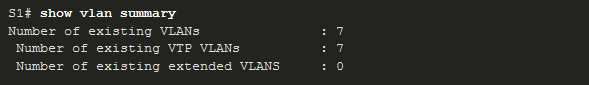 S1# show vlan summary
Number of existing VLANs : 7
Number of existing VTP VLANs : 7
Number of existing extended VLANS : 0